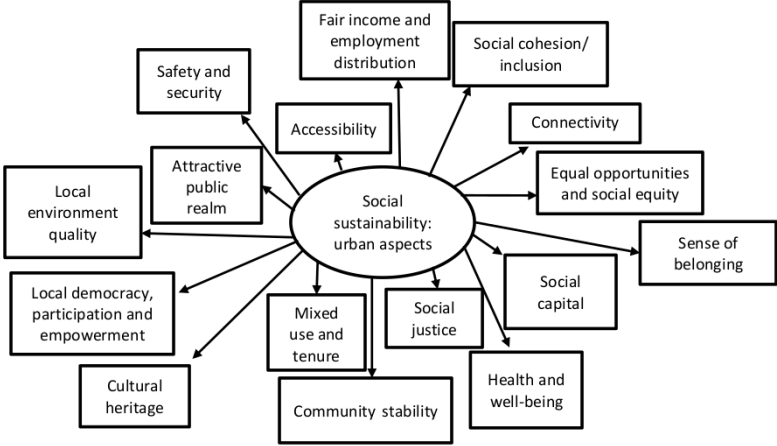 Fair income and
employment
distribution
Social cohesion/
inclusion
Safety and
security
Accessibility
Connectivity
Attractive
public
realm
Equal opportunities
and social equity
Local
environment
quality
Social
sustainability:
urban aspects
Sense of
belonging
Social
capital
Local democracy,
participation and
empowerment
Mixed
use and
tenure
Social
justice
Cultural
heritage
Community stability
Health and
well-being